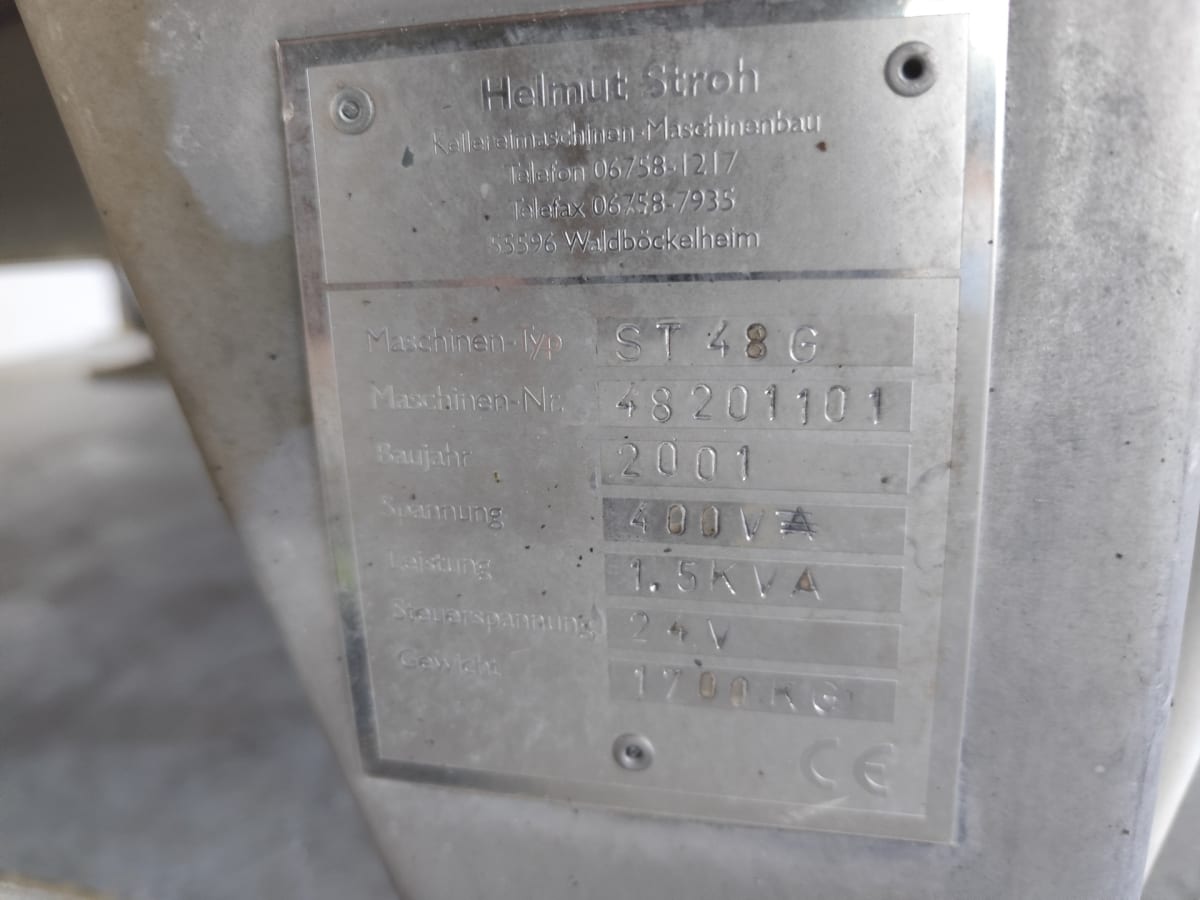 Helmut Stroh
Kellereimaschinen-Maschinenbau
Telefon 06758-1217
Telefax 06758-7935
55596 Waldböckelheim
Maschinen-Typ ST 48 G
Maschinen-Nr. 48201101
Baujahr 2001
Spannung 400V
Leistung 1.5KVA
Steuerspannung 24V
Gewicht 1700KG
CE